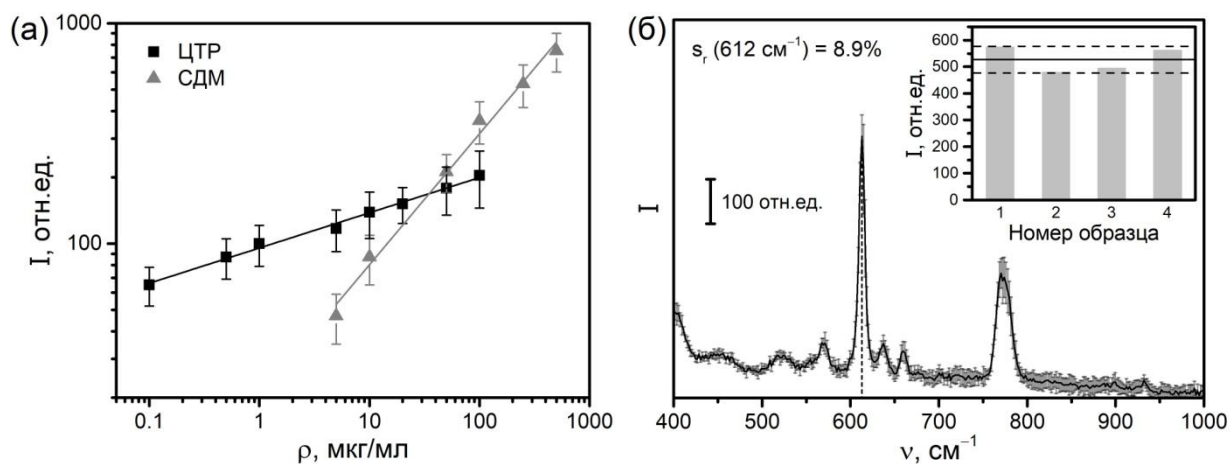 (а)
1000
100
I, отн.ед.
ЦТР
СДМ
0.1 1 10 100 1000
ρ, мкг/мл
(б)
sr (612 см−1) = 8.9%
100 отн.ед.
I
400 500 600 700 800 900 1000
ν, см−1
600
500
400
300
200
100
0
I, отн.ед.
1 2 3 4
Номер образца